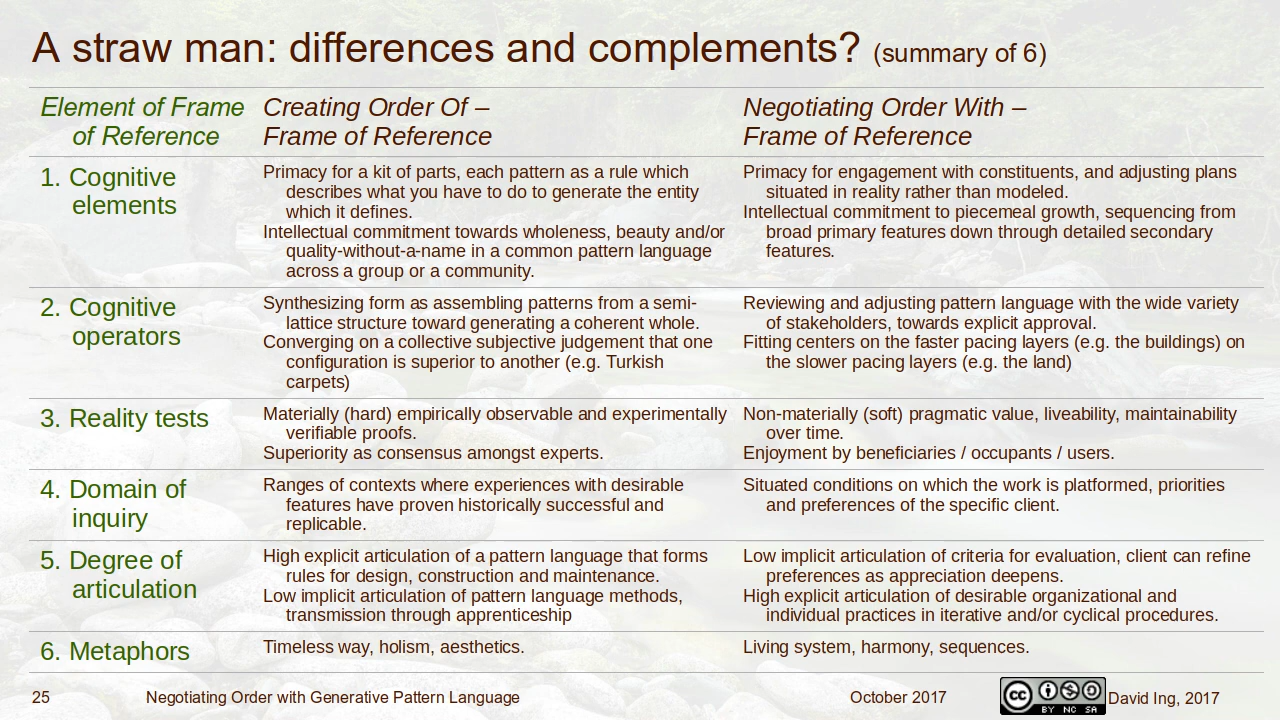 A straw man: differences and complements? (summary of 6)
Element of Frame
of Reference
Creating Order Of –
Frame of Reference
Negotiating Order With –
Frame of Reference
1. Cognitive
elements
Primacy for a kit of parts, each pattern as a rule which
describes what you have to do to generate the entity
which it defines.
Intellectual commitment towards wholeness, beauty and/or
quality-without-a-name in a common pattern language
across a group or a community.
Primacy for engagement with constituents, and adjusting plans
situated in reality rather than modeled.
Intellectual commitment to piecemeal growth, sequencing from
broad primary features down through detailed secondary
features.
2. Cognitive
operators
Synthesizing form as assembling patterns from a semi-
lattice structure toward generating a coherent whole.
Converging on a collective subjective judgement that one
configuration is superior to another (e.g. Turkish
carpets)
Reviewing and adjusting pattern language with the wide variety
of stakeholders, towards explicit approval.
Fitting centers on the faster pacing layers (e.g. the buildings) on
the slower pacing layers (e.g. the land)
3. Reality tests
Materially (hard) empirically observable and experimentally
verifiable proofs.
Superiority as consensus amongst experts.
Non-materially (soft) pragmatic value, liveability, maintainability
over time.
Enjoyment by beneficiaries / occupants / users.
4. Domain of
inquiry
Ranges of contexts where experiences with desirable
features have proven historically successful and
replicable.
Situated conditions on which the work is platformed, priorities
and preferences of the specific client.
5. Degree of
articulation
High explicit articulation of a pattern language that forms
rules for design, construction and maintenance.
Low implicit articulation of pattern language methods,
transmission through apprenticeship
Low implicit articulation of criteria for evaluation, client can refine
preferences as appreciation deepens.
High explicit articulation of desirable organizational and
individual practices in iterative and/or cyclical procedures.
6. Metaphors
Timeless way, holism, aesthetics.
Living system, harmony, sequences.
25
Negotiating Order with Generative Pattern Language
October 2017
cc
BY NC SA
David Ing, 2017